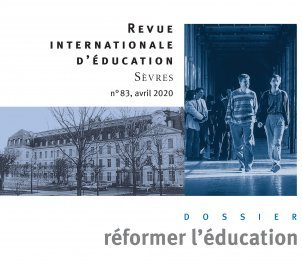 REVUE
INTERNATIONALE
D'ÉDUCATION
SÈVRES
n° 83, avril 2020
DOSSIER
réformer l'éducation